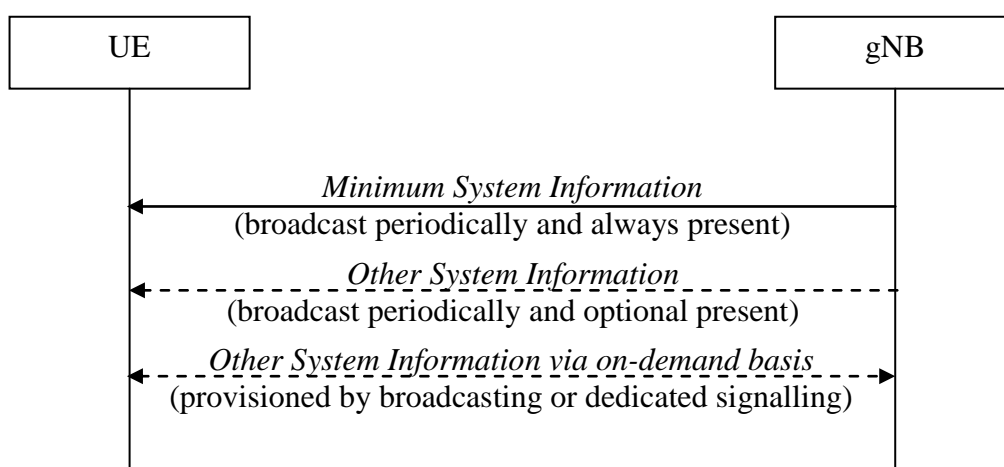 UE
gNB
Minimum System Information
(broadcast periodically and always present)
Other System Information
(broadcast periodically and optional present)
Other System Information via on-demand basis
(provisioned by broadcasting or dedicated signalling)